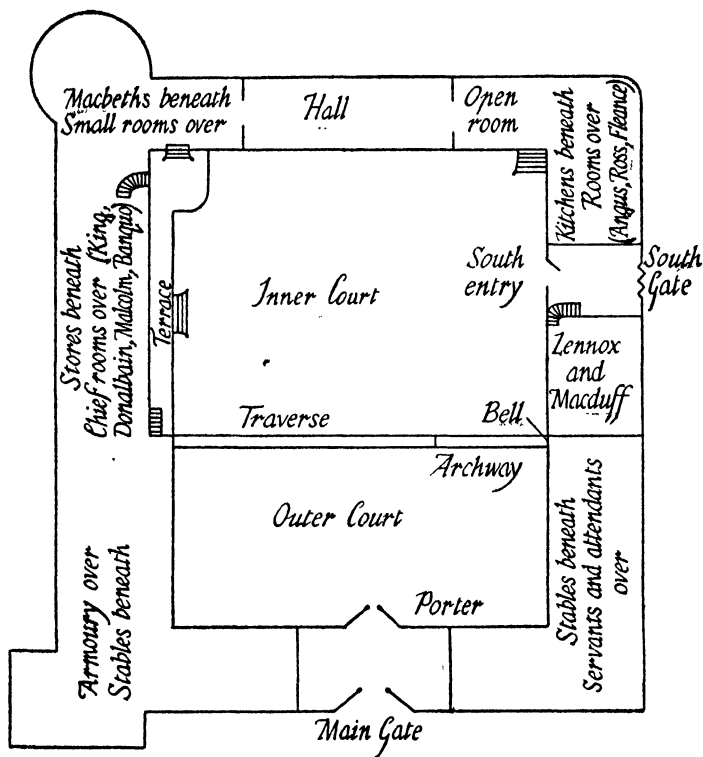 Macbeths beneath
Small rooms over
Hall
Open
room
Kitchens beneath
Rooms over
(Angus, Ross, Fleance)
Stores beneath
Chief rooms over (King,
Donalbain, Malcolm, Banquo)
Terrace
Inner Court
South
entry
South
Gate
Lennox
and
Macduff
Traverse
Bell
Archway
Outer Court
Armoury over
Stables beneath
Porter
Stables beneath
Servants and attendants
over
Main Gate